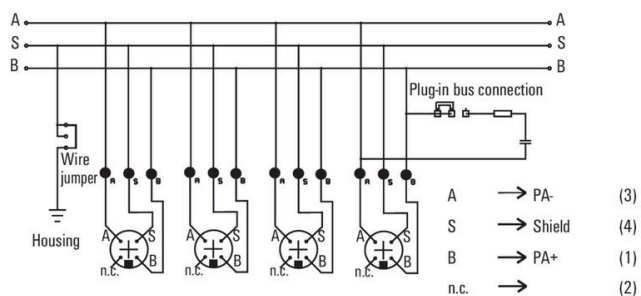 A A
S S
B B
Plug-in bus connection
Wire
jumper
A S B A S B A S B A S B
Housing
A S A S A S A S
B B B B
n.c. n.c. n.c. n.c.
A → PA- (3)
S → Shield (4)
B → PA+ (1)
n.c. → (2)